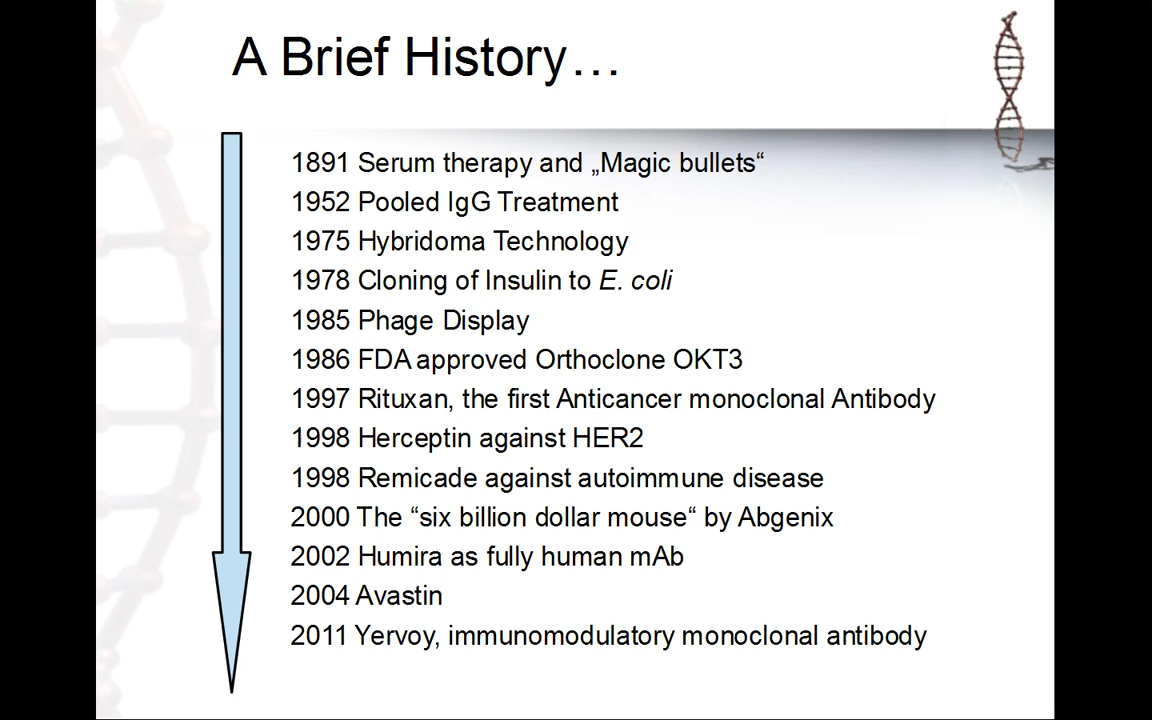 A Brief History…
1891 Serum therapy and „Magic bullets“
1952 Pooled IgG Treatment
1975 Hybridoma Technology
1978 Cloning of Insulin to E. coli
1985 Phage Display
1986 FDA approved Orthoclone OKT3
1997 Rituxan, the first Anticancer monoclonal Antibody
1998 Herceptin against HER2
1998 Remicade against autoimmune disease
2000 The “six billion dollar mouse“ by Abgenix
2002 Humira as fully human mAb
2004 Avastin
2011 Yervoy, immunomodulatory monoclonal antibody